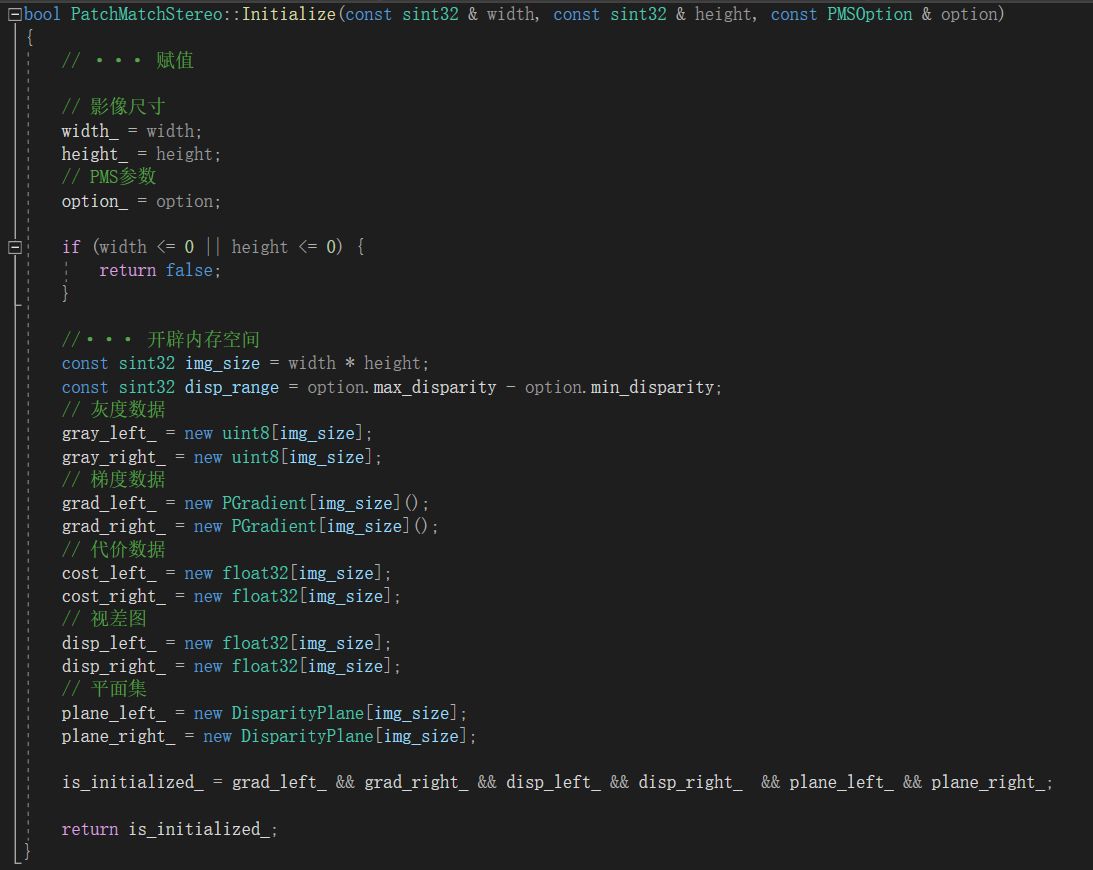 bool PatchMatchStereo::Initialize(const sint32 & width, const sint32 & height, const PMSOption & option)
{
    // ··· 赋值

    // 影像尺寸
    width_ = width;
    height_ = height;
    // PMS参数
    option_ = option;

    if (width <= 0 || height <= 0) {
        return false;
    }

    //··· 开辟内存空间
    const sint32 img_size = width * height;
    const sint32 disp_range = option.max_disparity - option.min_disparity;
    // 灰度数据
    gray_left_ = new uint8[img_size];
    gray_right_ = new uint8[img_size];
    // 梯度数据
    grad_left_ = new PGradient[img_size]();
    grad_right_ = new PGradient[img_size]();
    // 代价数据
    cost_left_ = new float32[img_size];
    cost_right_ = new float32[img_size];
    // 视差图
    disp_left_ = new float32[img_size];
    disp_right_ = new float32[img_size];
    // 平面集
    plane_left_ = new DisparityPlane[img_size];
    plane_right_ = new DisparityPlane[img_size];

    is_initialized_ = grad_left_ && grad_right_ && disp_left_ && disp_right_  && plane_left_ && plane_right_;

    return is_initialized_;
}